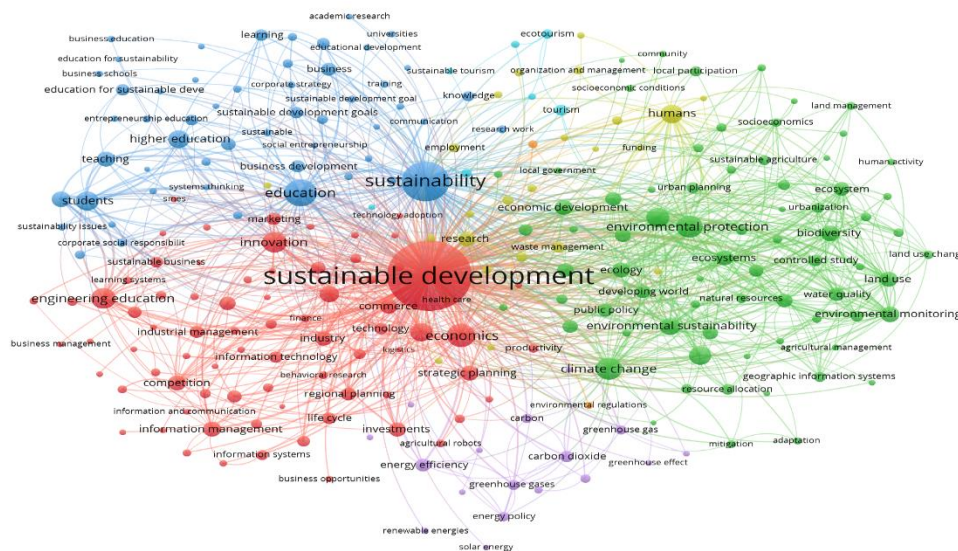 academic research
business education
learning
universities
ecotourism
educational development
community
education for sustainability
business
sustainable tourism
organization and management
local participation
business schools
corporate strategy
training
socioeconomic conditions
education for sustainable deve
knowledge
sustainable development goal
land management
sustainable development goals
tourism
humans
entrepreneurship education
sustainable
communication
research work
socioeconomics
higher education
social entrepreneurship
employment
funding
teaching
business development
local government
sustainable agriculture
human activity
systems thinking
sustainability
urban planning
ecosystem
smes
education
students
economic development
urbanization
marketing
technology adoption
environmental protection
biodiversity
sustainability issues
research
corporate social responsibilit
innovation
waste management
land use chang
sustainable business
ecosystems
controlled study
sustainable development
ecology
learning systems
land use
developing world
engineering education
health care
natural resources
water quality
commerce
public policy
finance
environmental monitoring
industrial management
technology
environmental sustainability
industry
economics
business management
logistics
productivity
agricultural management
information technology
climate change
behavioral research
strategic planning
geographic information systems
competition
resource allocation
regional planning
environmental regulations
information and communication
life cycle
carbon
greenhouse gas
information management
investments
agricultural robots
mitigation
adaptation
information systems
carbon dioxide
energy efficiency
greenhouse effect
business opportunities
greenhouse gases
energy policy
renewable energies
solar energy